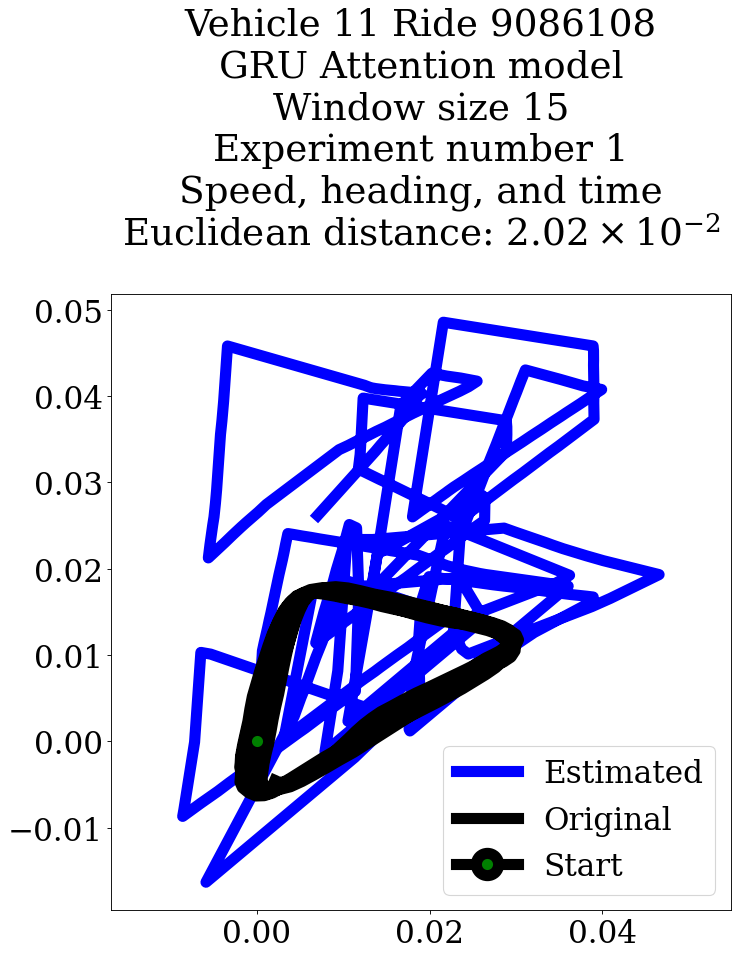 Vehicle 11 Ride 9086108
GRU Attention model
Window size 15
Experiment number 1
Speed, heading, and time
Euclidean distance: 2.02 × 10⁻²
0.05
0.04
0.03
0.02
0.01
0.00
−0.01
Estimated
Original
Start
0.00 0.02 0.04